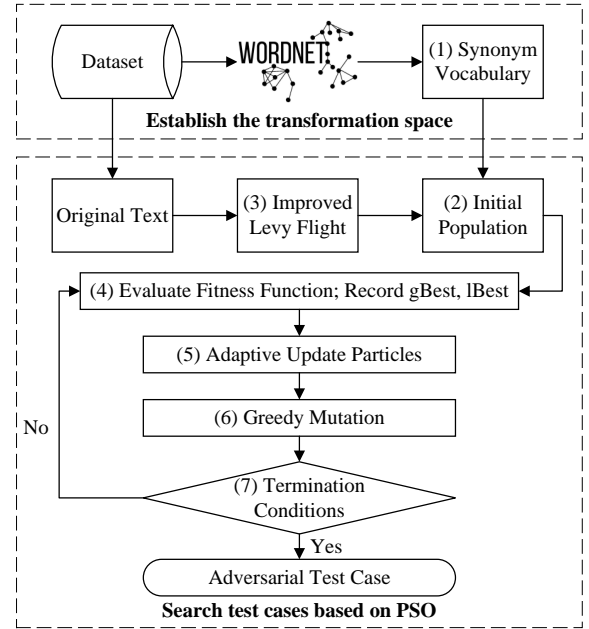 Dataset
WORDNET
(1) Synonym
Vocabulary
Establish the transformation space
Original Text
(3) Improved
Levy Flight
(2) Initial
Population
(4) Evaluate Fitness Function; Record gBest, lBest
(5) Adaptive Update Particles
(6) Greedy Mutation
No
(7) Termination
Conditions
Yes
Adversarial Test Case
Search test cases based on PSO